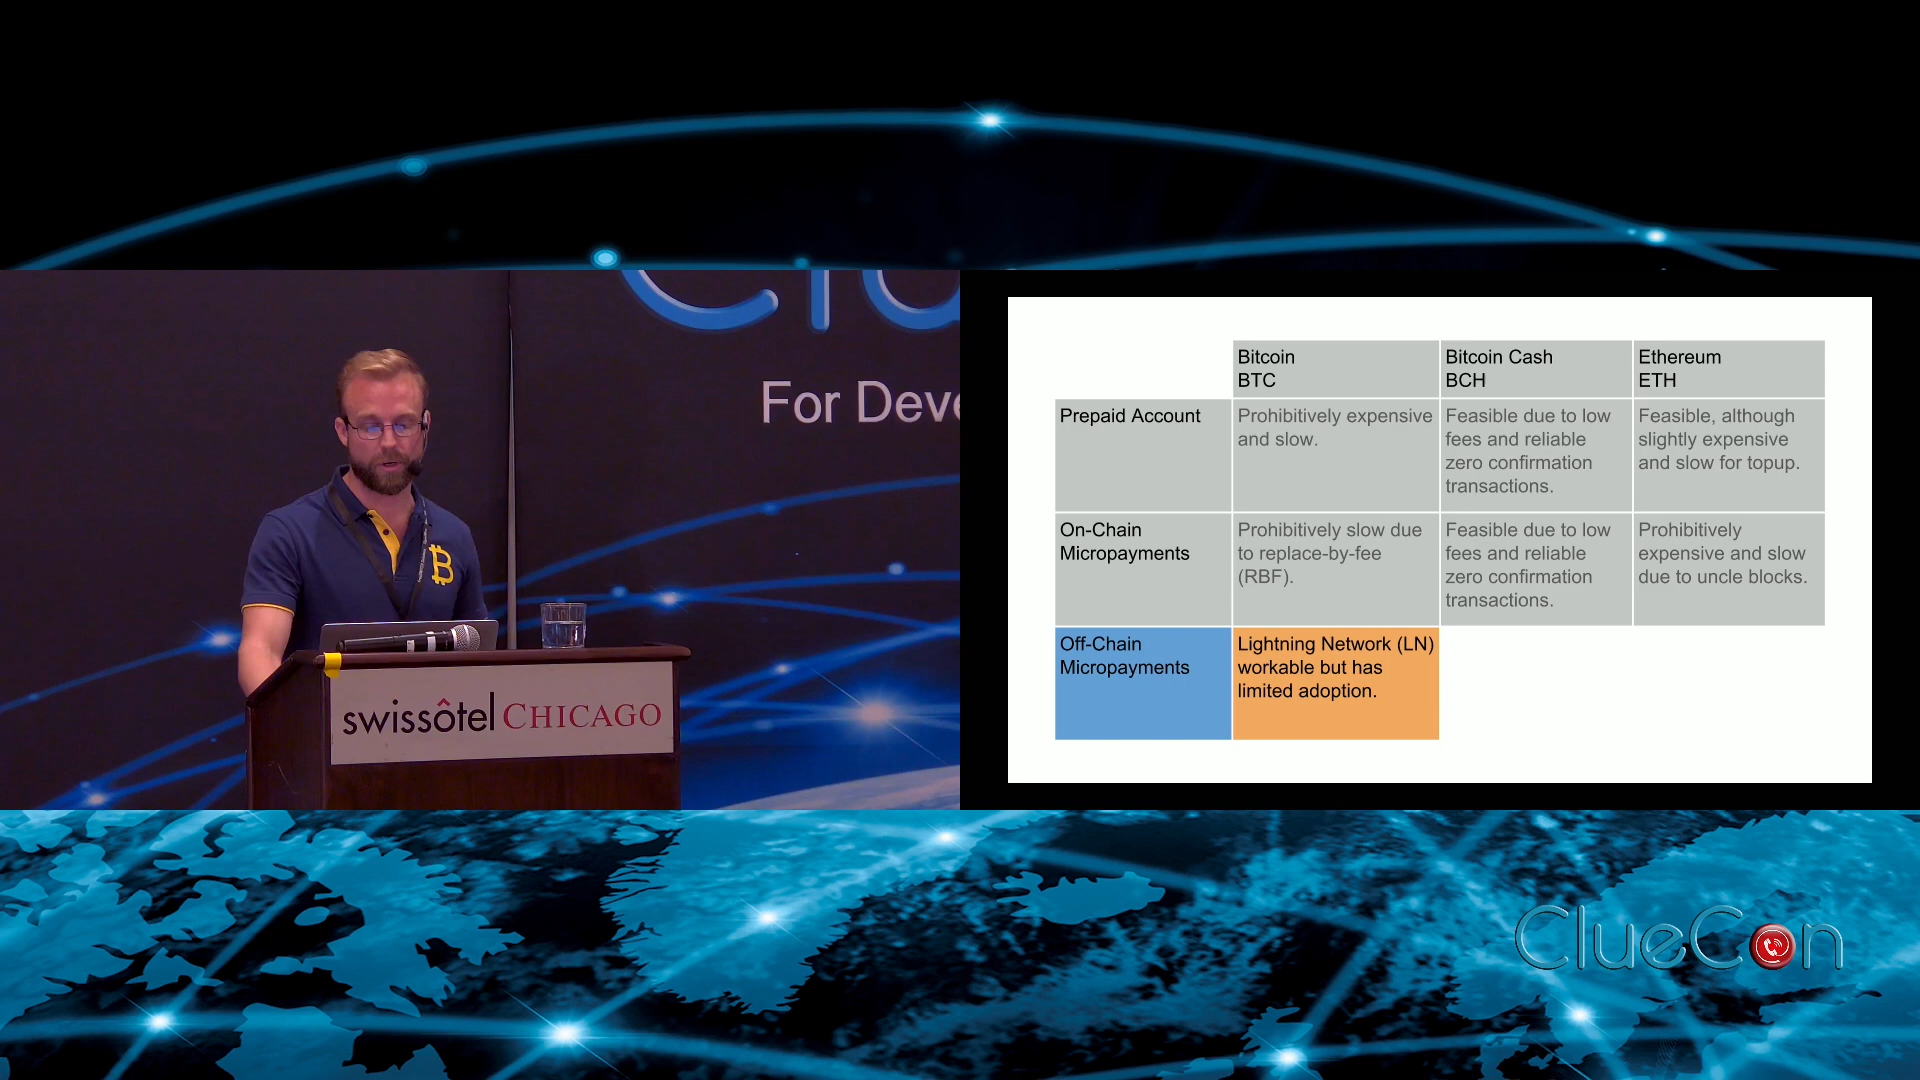 Clu
For Deve
swissôtel CHICAGO
Bitcoin
BTC
Bitcoin Cash
BCH
Ethereum
ETH
Prepaid Account
Prohibitively expensive
and slow.
Feasible due to low
fees and reliable
zero confirmation
transactions.
Feasible, although
slightly expensive
and slow for topup.
On-Chain
Micropayments
Prohibitively slow due
to replace-by-fee
(RBF).
Feasible due to low
fees and reliable
zero confirmation
transactions.
Prohibitively
expensive and slow
due to uncle blocks.
Off-Chain
Micropayments
Lightning Network (LN)
workable but has
limited adoption.
ClueCon